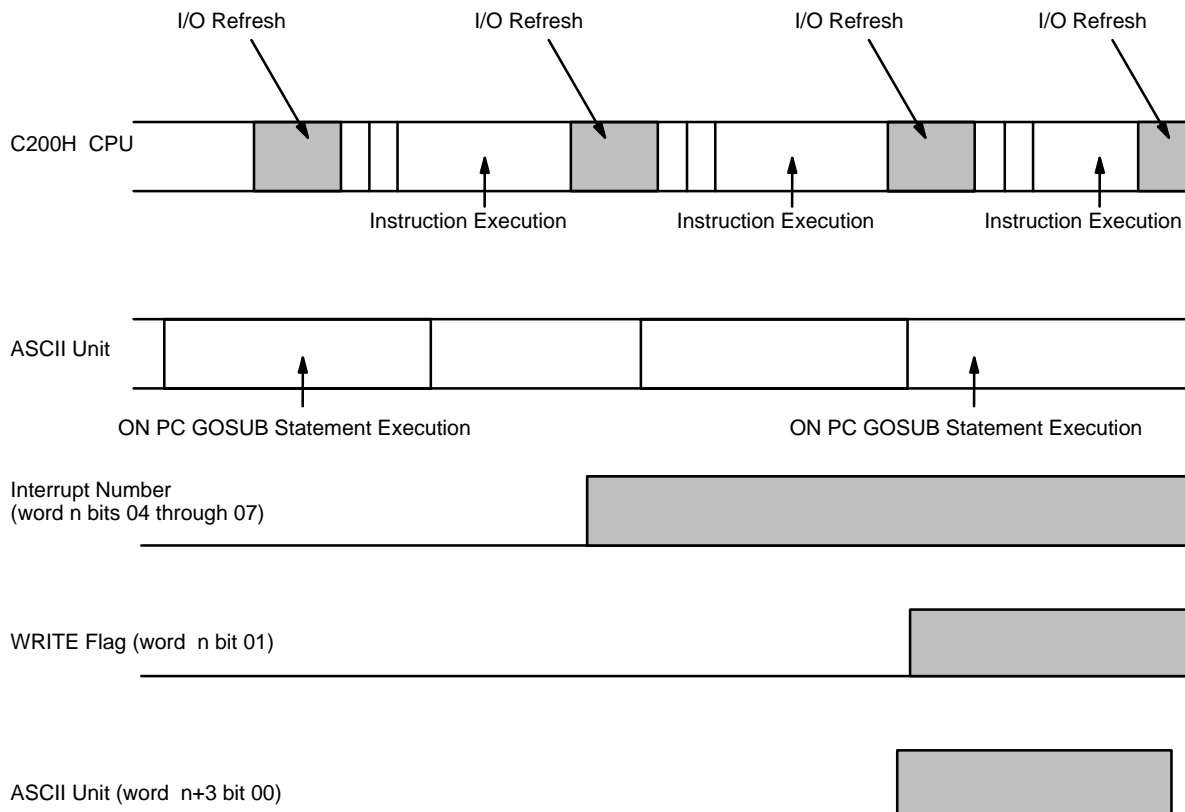 I/O Refresh I/O Refresh I/O Refresh I/O Refresh
C200H CPU
Instruction Execution Instruction Execution Instruction Execution
ASCII Unit
ON PC GOSUB Statement Execution ON PC GOSUB Statement Execution
Interrupt Number
(word n bits 04 through 07)
WRITE Flag (word n bit 01)
ASCII Unit (word n+3 bit 00)